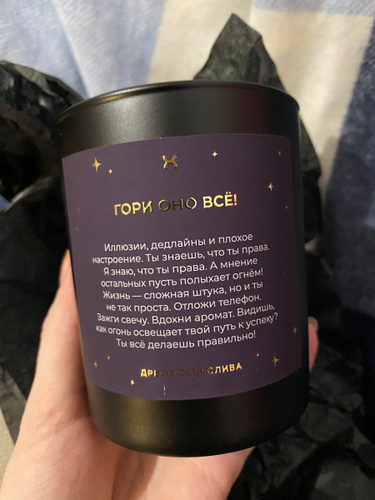 ГОРИ ОНО ВСЁ!
Иллюзии, дедлайны и плохое
настроение. Ты знаешь, что ты права.
Я знаю, что ты права. А мнение
остальных пусть полыхает огнём!
Жизнь — сложная штука, но и ты
не так проста. Отложи телефон.
Зажги свечу. Вдохни аромат. Видишь,
как огонь освещает твой путь к успеху?
Ты всё делаешь правильно!
СЛИВА